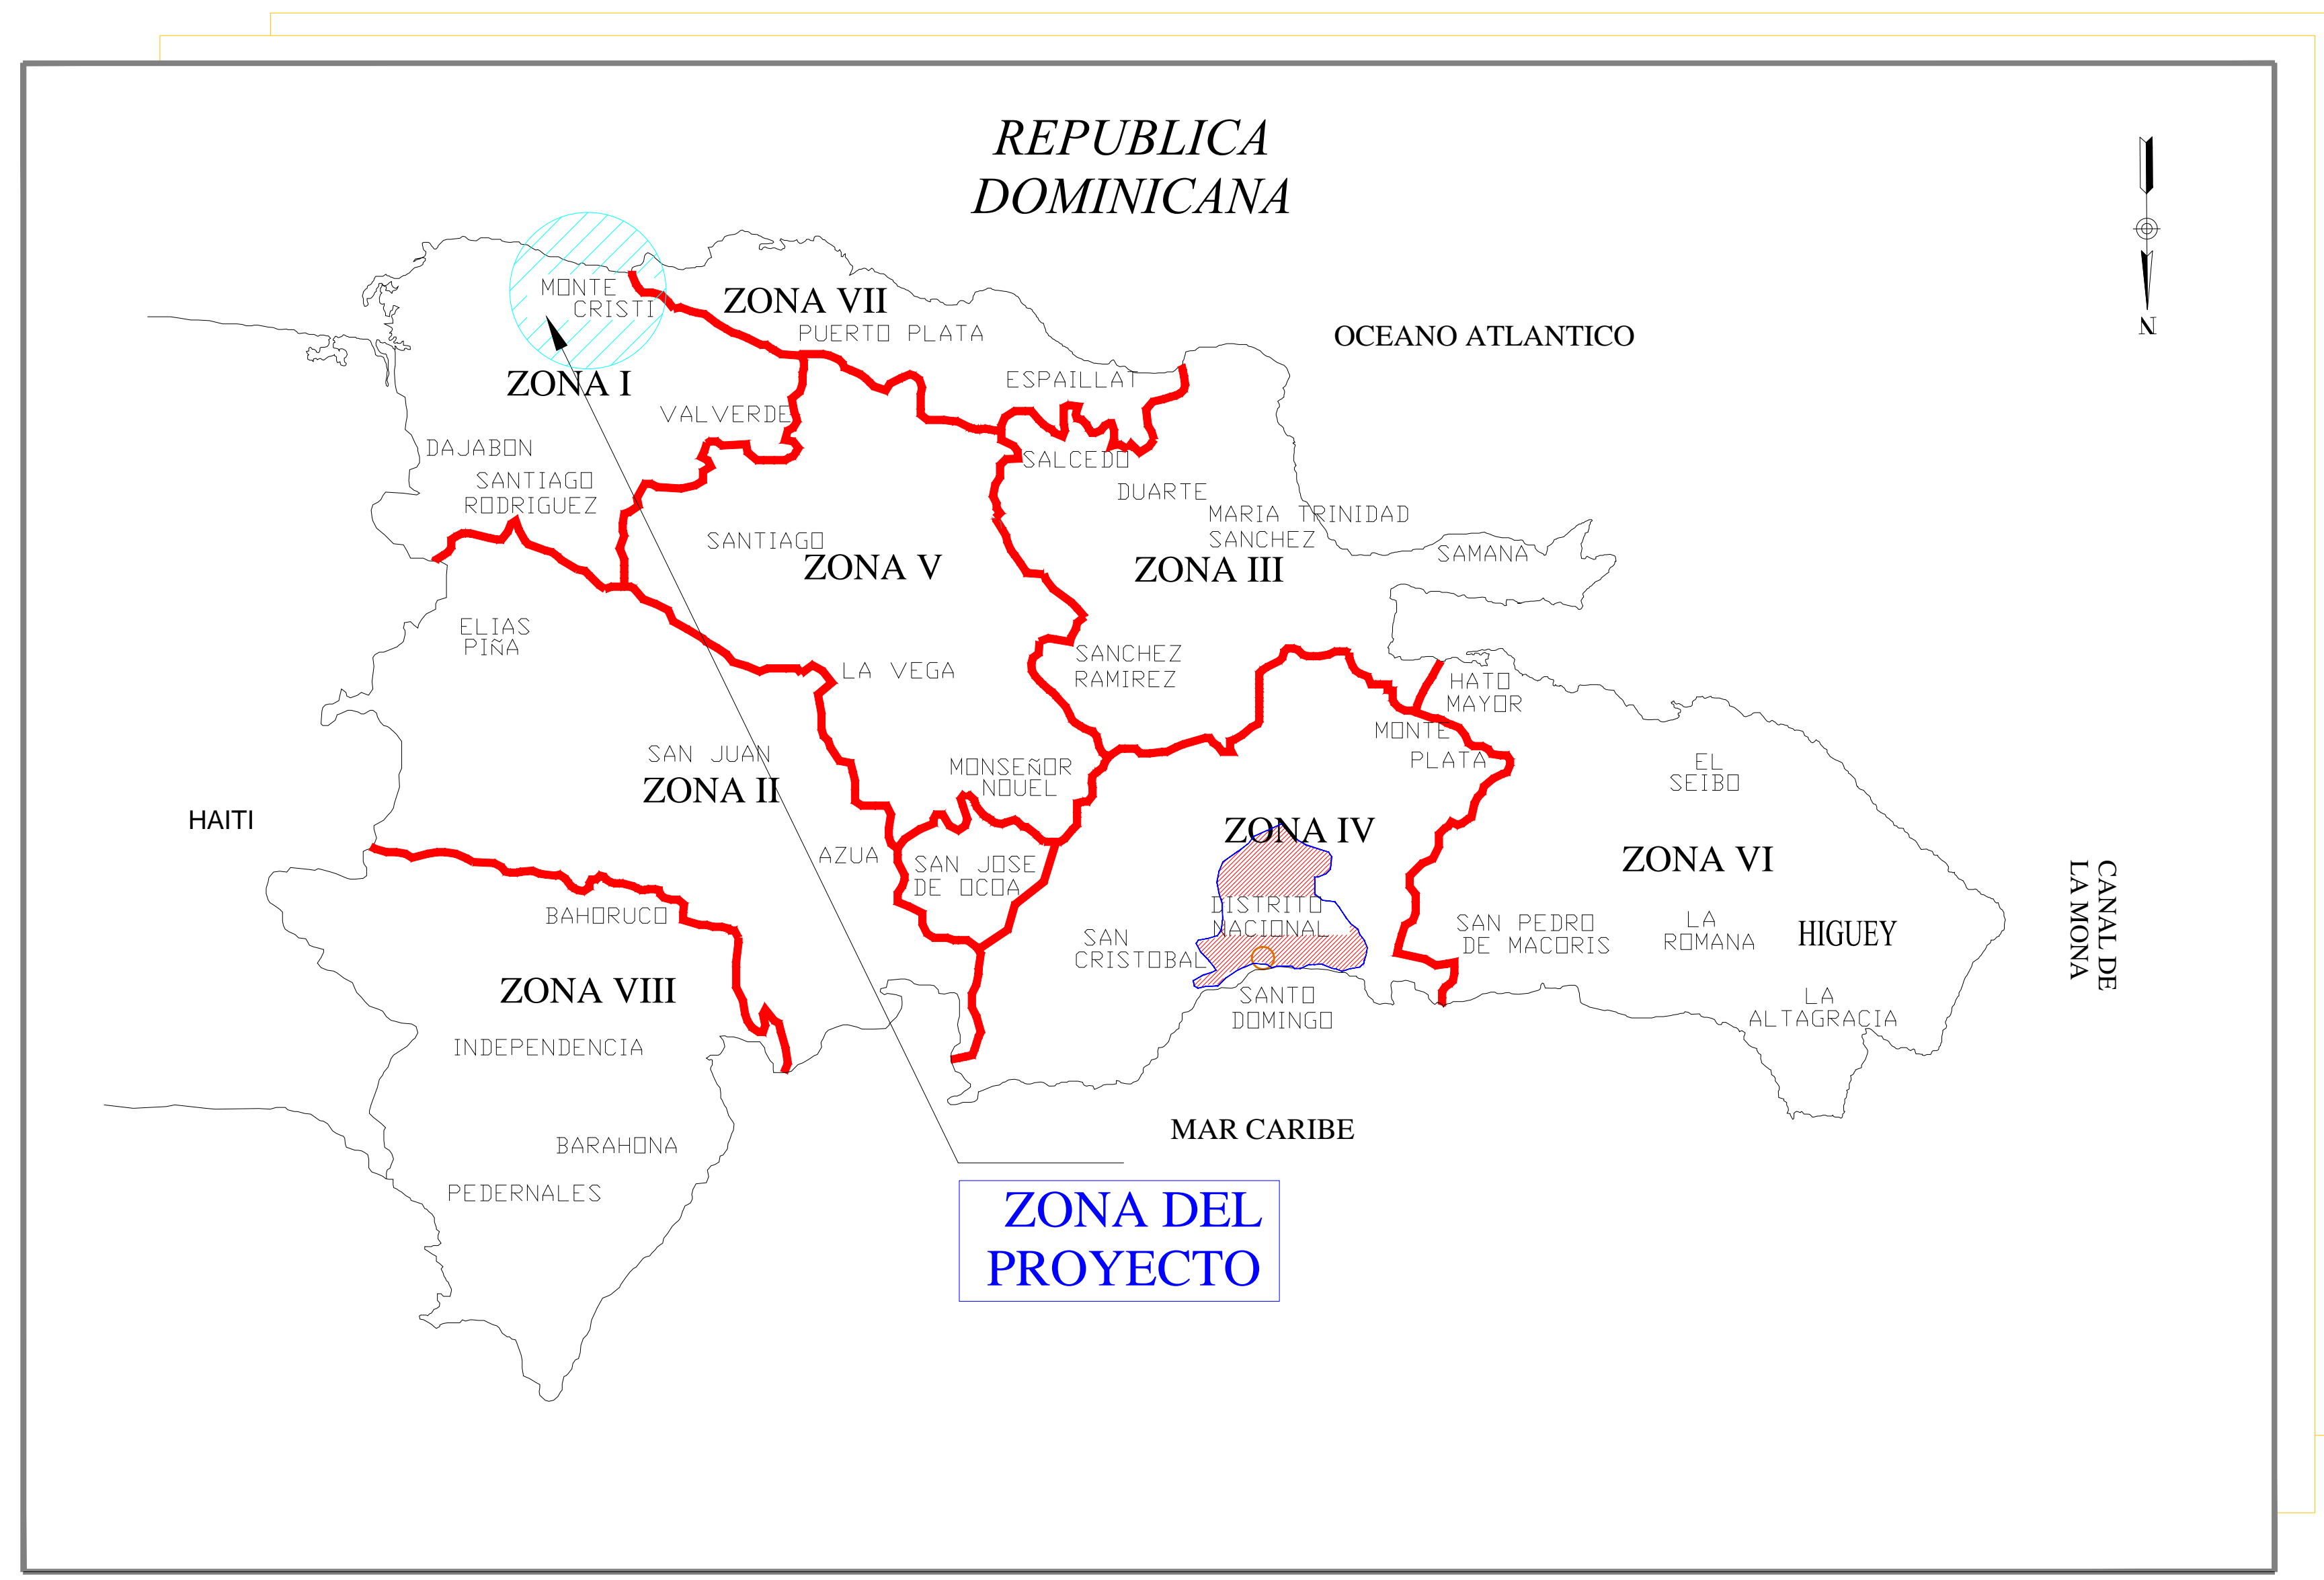 REPUBLICA
DOMINICANA
MONTE
CRISTI
ZONA VII
PUERTO PLATA
OCEANO ATLANTICO
N
ZONA I
ESPAILLAT
VALVERDE
DAJABON
SALCEDO
SANTIAGO
RODRIGUEZ
DUARTE
MARIA TRINIDAD
SANCHEZ
SANTIAGO
ZONA V
ZONA III
SAMANA
ELIAS
PIÑA
LA VEGA
SANCHEZ
RAMIREZ
HATO
MAYOR
MONTE
PLATA
SAN JUAN
ZONA II
MONSEÑOR
NOUEL
EL
SEIBO
HAITI
ZONA IV
ZONA VI
AZUA
SAN JOSE
DE OCOA
BAHORUCO
DISTRITO
NACIONAL
SAN
CRISTOBAL
SAN PEDRO
DE MACORIS
LA
ROMANA
HIGUEY
CANAL DE
LA MONA
ZONA VIII
SANTO
DOMINGO
LA
ALTAGRACIA
INDEPENDENCIA
BARAHONA
PEDERNALES
MAR CARIBE
ZONA DEL
PROYECTO